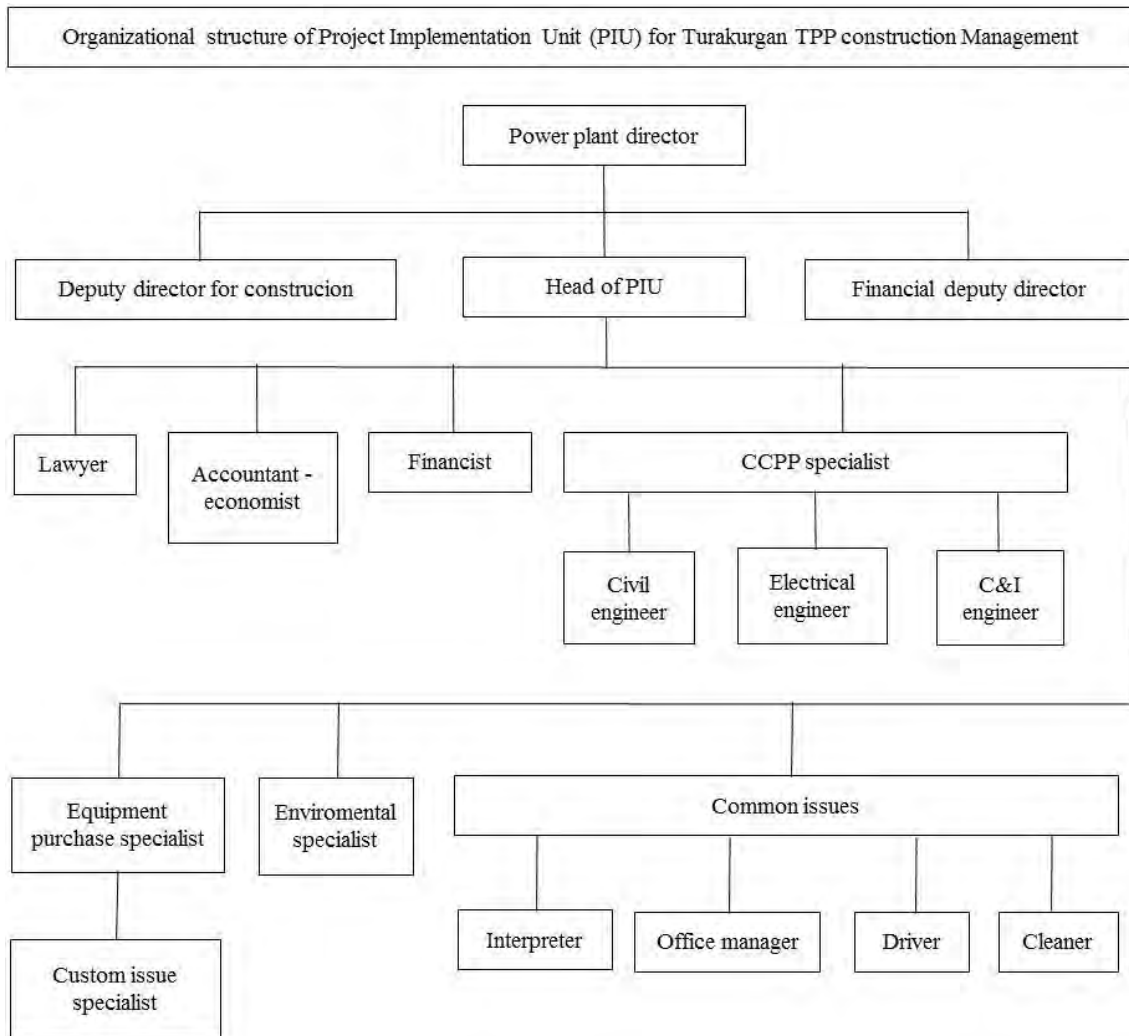 Organizational structure of Project Implementation Unit (PIU) for Turakurgan TPP construction Management
Power plant director
Deputy director for construcion
Head of PIU
Financial deputy director
Lawyer
Accountant -
economist
Financist
CCPP specialist
Civil
engineer
Electrical
engineer
C&I
engineer
Equipment
purchase specialist
Enviromental
specialist
Common issues
Interpreter
Office manager
Driver
Cleaner
Custom issue
specialist